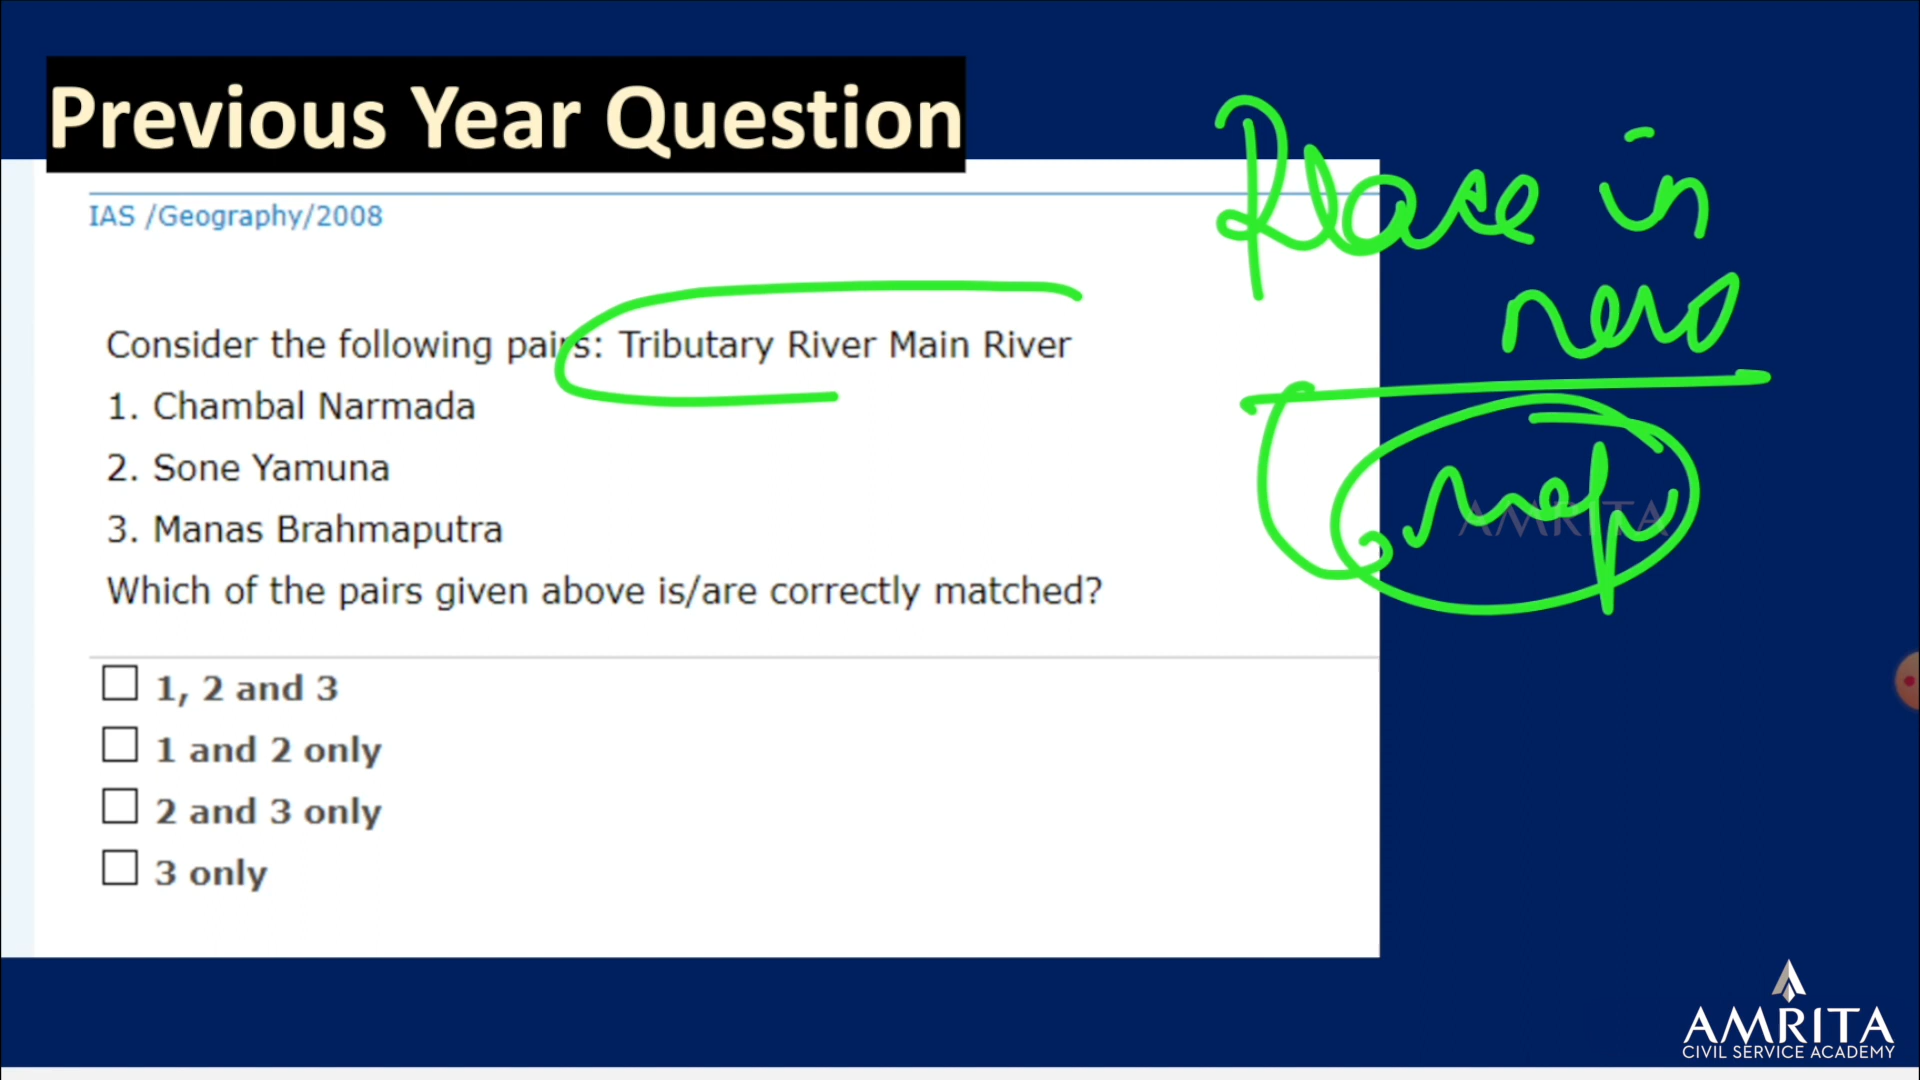 Previous Year Question
IAS /Geography/2008
Consider the following pairs: Tributary River Main River
1. Chambal Narmada
2. Sone Yamuna
3. Manas Brahmaputra
Which of the pairs given above is/are correctly matched?
1, 2 and 3
1 and 2 only
2 and 3 only
3 only
Place in
news
map
AMRITA
AMRITA
CIVIL SERVICE ACADEMY